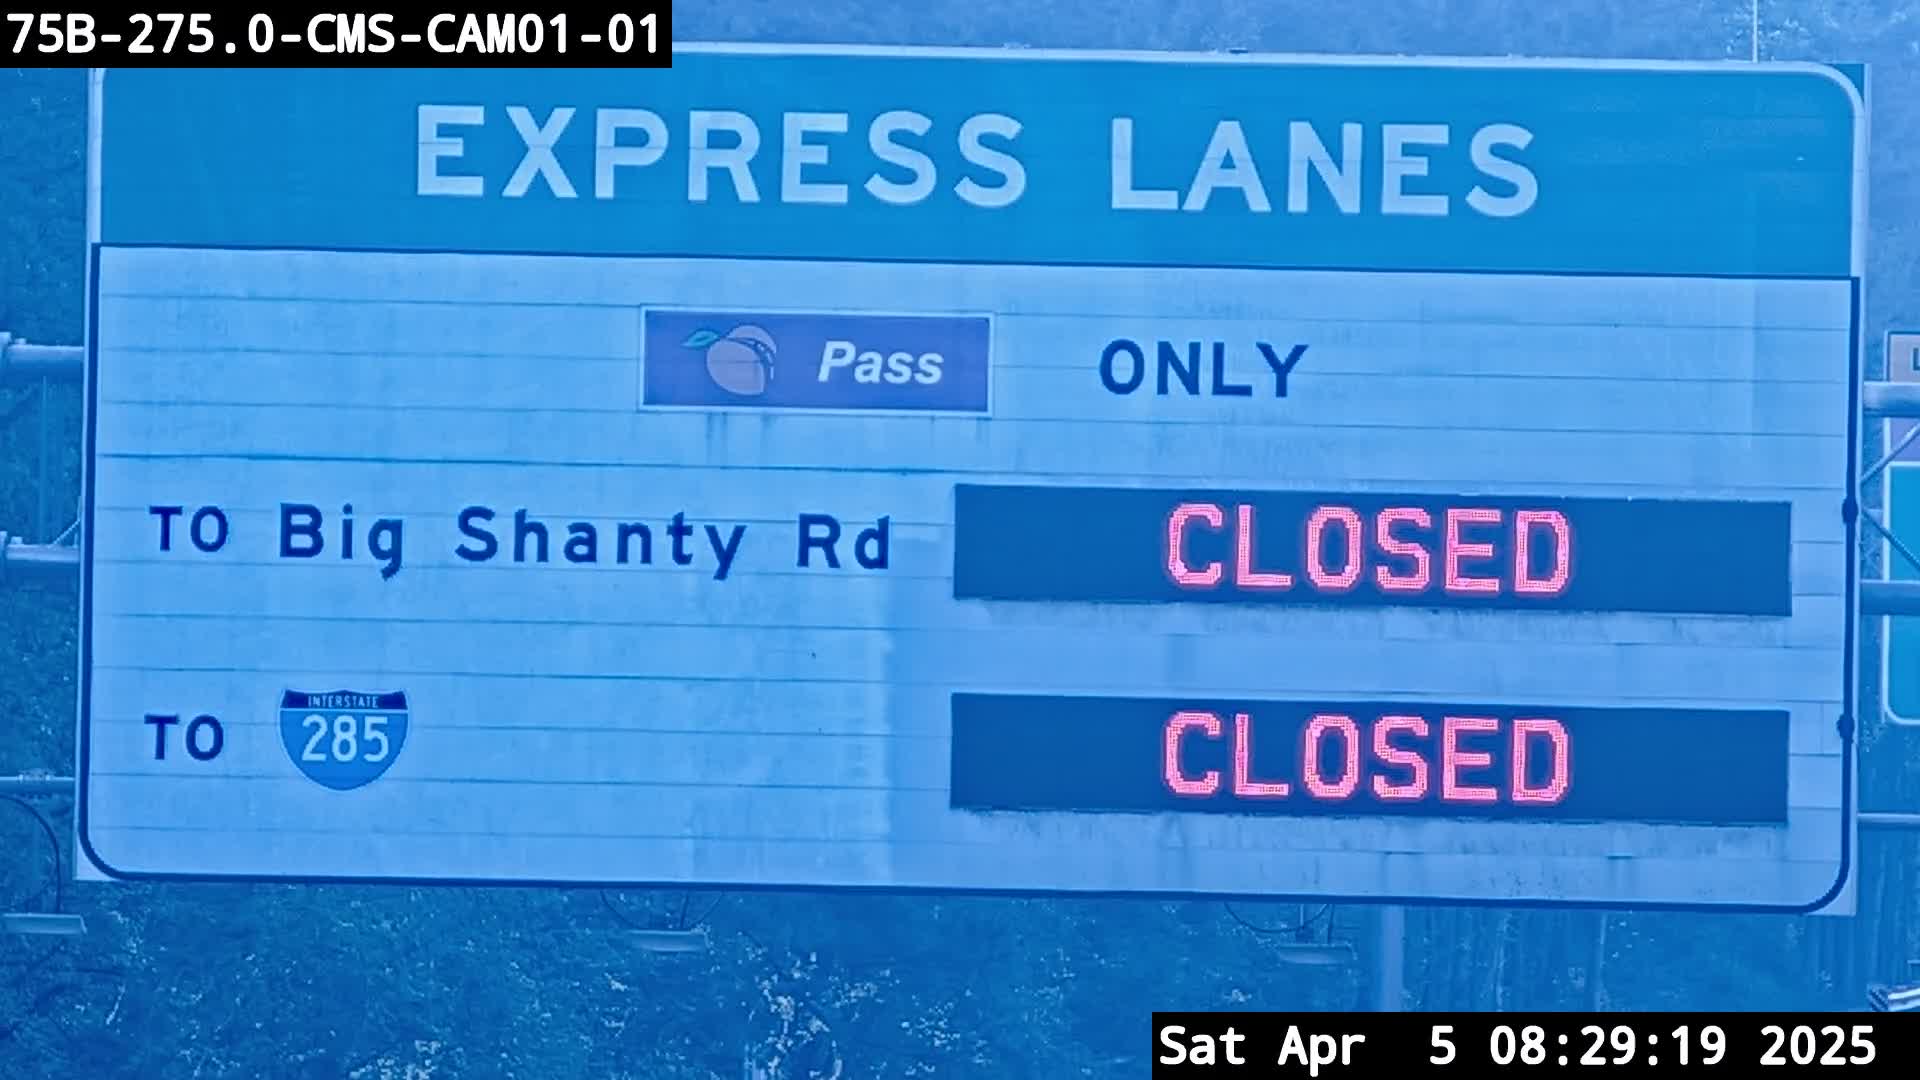 75B-275.0-CMS-CAM01-01
EXPRESS LANES
Pass ONLY
TO Big Shanty Rd CLOSED
TO INTERSTATE 285 CLOSED
Sat Apr 5 08:29:19 2025